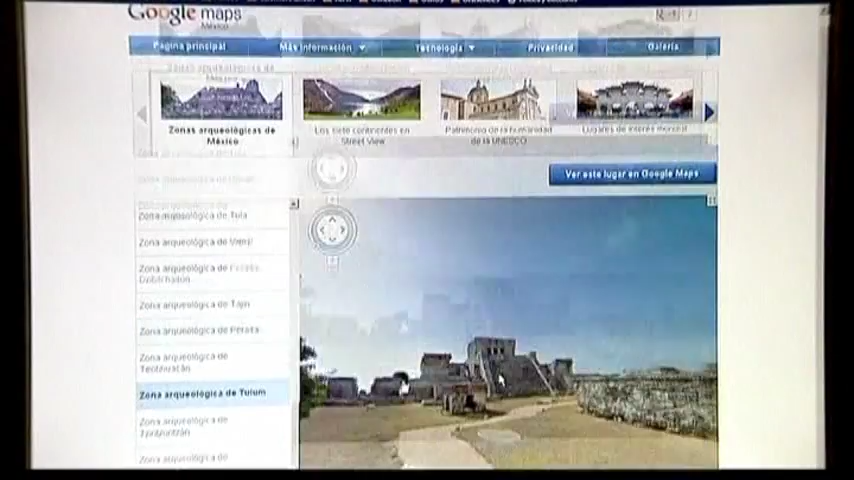 Google maps
México
Página principal
Más información
Tecnología
Privacidad
Galería
Zonas arqueológicas de
México
Los siete continentes en
Street View
Patrimonio de la humanidad
de la UNESCO
Lugares de interés mundial
Ver este lugar en Google Maps
Zona arqueológica de Tula
Zona arqueológica de
Zona arqueológica de
Zona arqueológica de Tajín
Zona arqueológica de
Zona arqueológica de
Teotihuacán
Zona arqueológica de Tulum
Zona arqueológica de
Tzintzuntzán
Zona arqueológica de